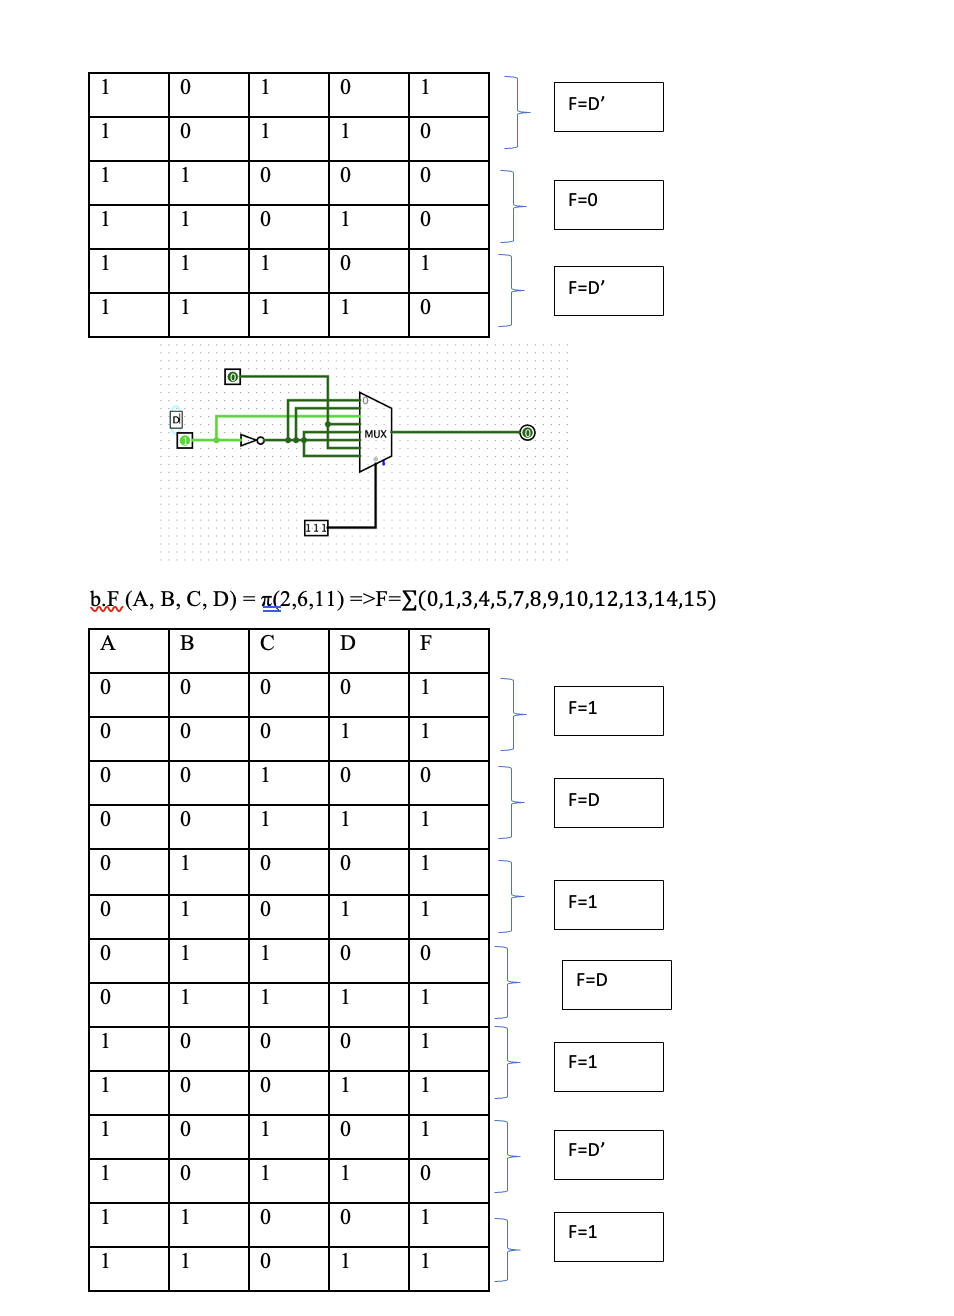 1 0 1 0 1
F=D’
1 0 1 1 0
1 1 0 0 0
F=0
1 1 0 1 0
1 1 1 0 1
F=D’
1 1 1 1 0
0
0
D
1
MUX
0
111
b.F (A, B, C, D) = π(2,6,11) =>F=∑(0,1,3,4,5,7,8,9,10,12,13,14,15)
A B C D F
0 0 0 0 1
F=1
0 0 0 1 1
0 0 1 0 0
F=D
0 0 1 1 1
0 1 0 0 1
F=1
0 1 0 1 1
0 1 1 0 0
F=D
0 1 1 1 1
1 0 0 0 1
F=1
1 0 0 1 1
1 0 1 0 1
F=D’
1 0 1 1 0
1 1 0 0 1
F=1
1 1 0 1 1